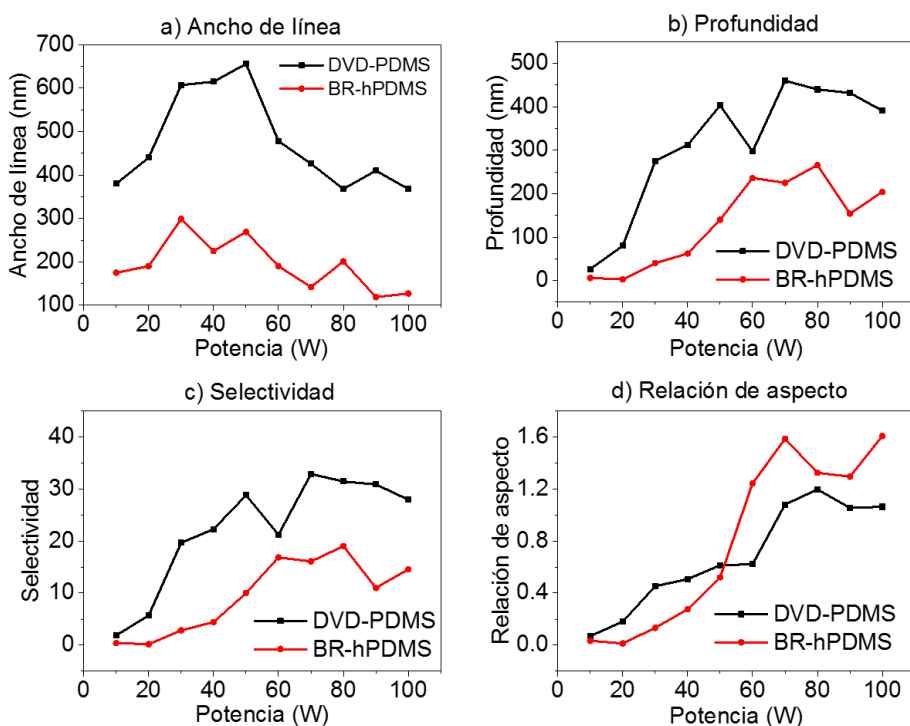 a) Ancho de línea
Ancho de línea (nm)
700
600
500
400
300
200
100
DVD-PDMS
BR-hPDMS
0 20 40 60 80 100
Potencia (W)
b) Profundidad
Profundidad (nm)
500
400
300
200
100
0
DVD-PDMS
BR-hPDMS
0 20 40 60 80 100
Potencia (W)
c) Selectividad
Selectividad
40
30
20
10
0
DVD-PDMS
BR-hPDMS
0 20 40 60 80 100
Potencia (W)
d) Relación de aspecto
Relación de aspecto
1.6
1.2
0.8
0.4
0.0
DVD-PDMS
BR-hPDMS
0 20 40 60 80 100
Potencia (W)